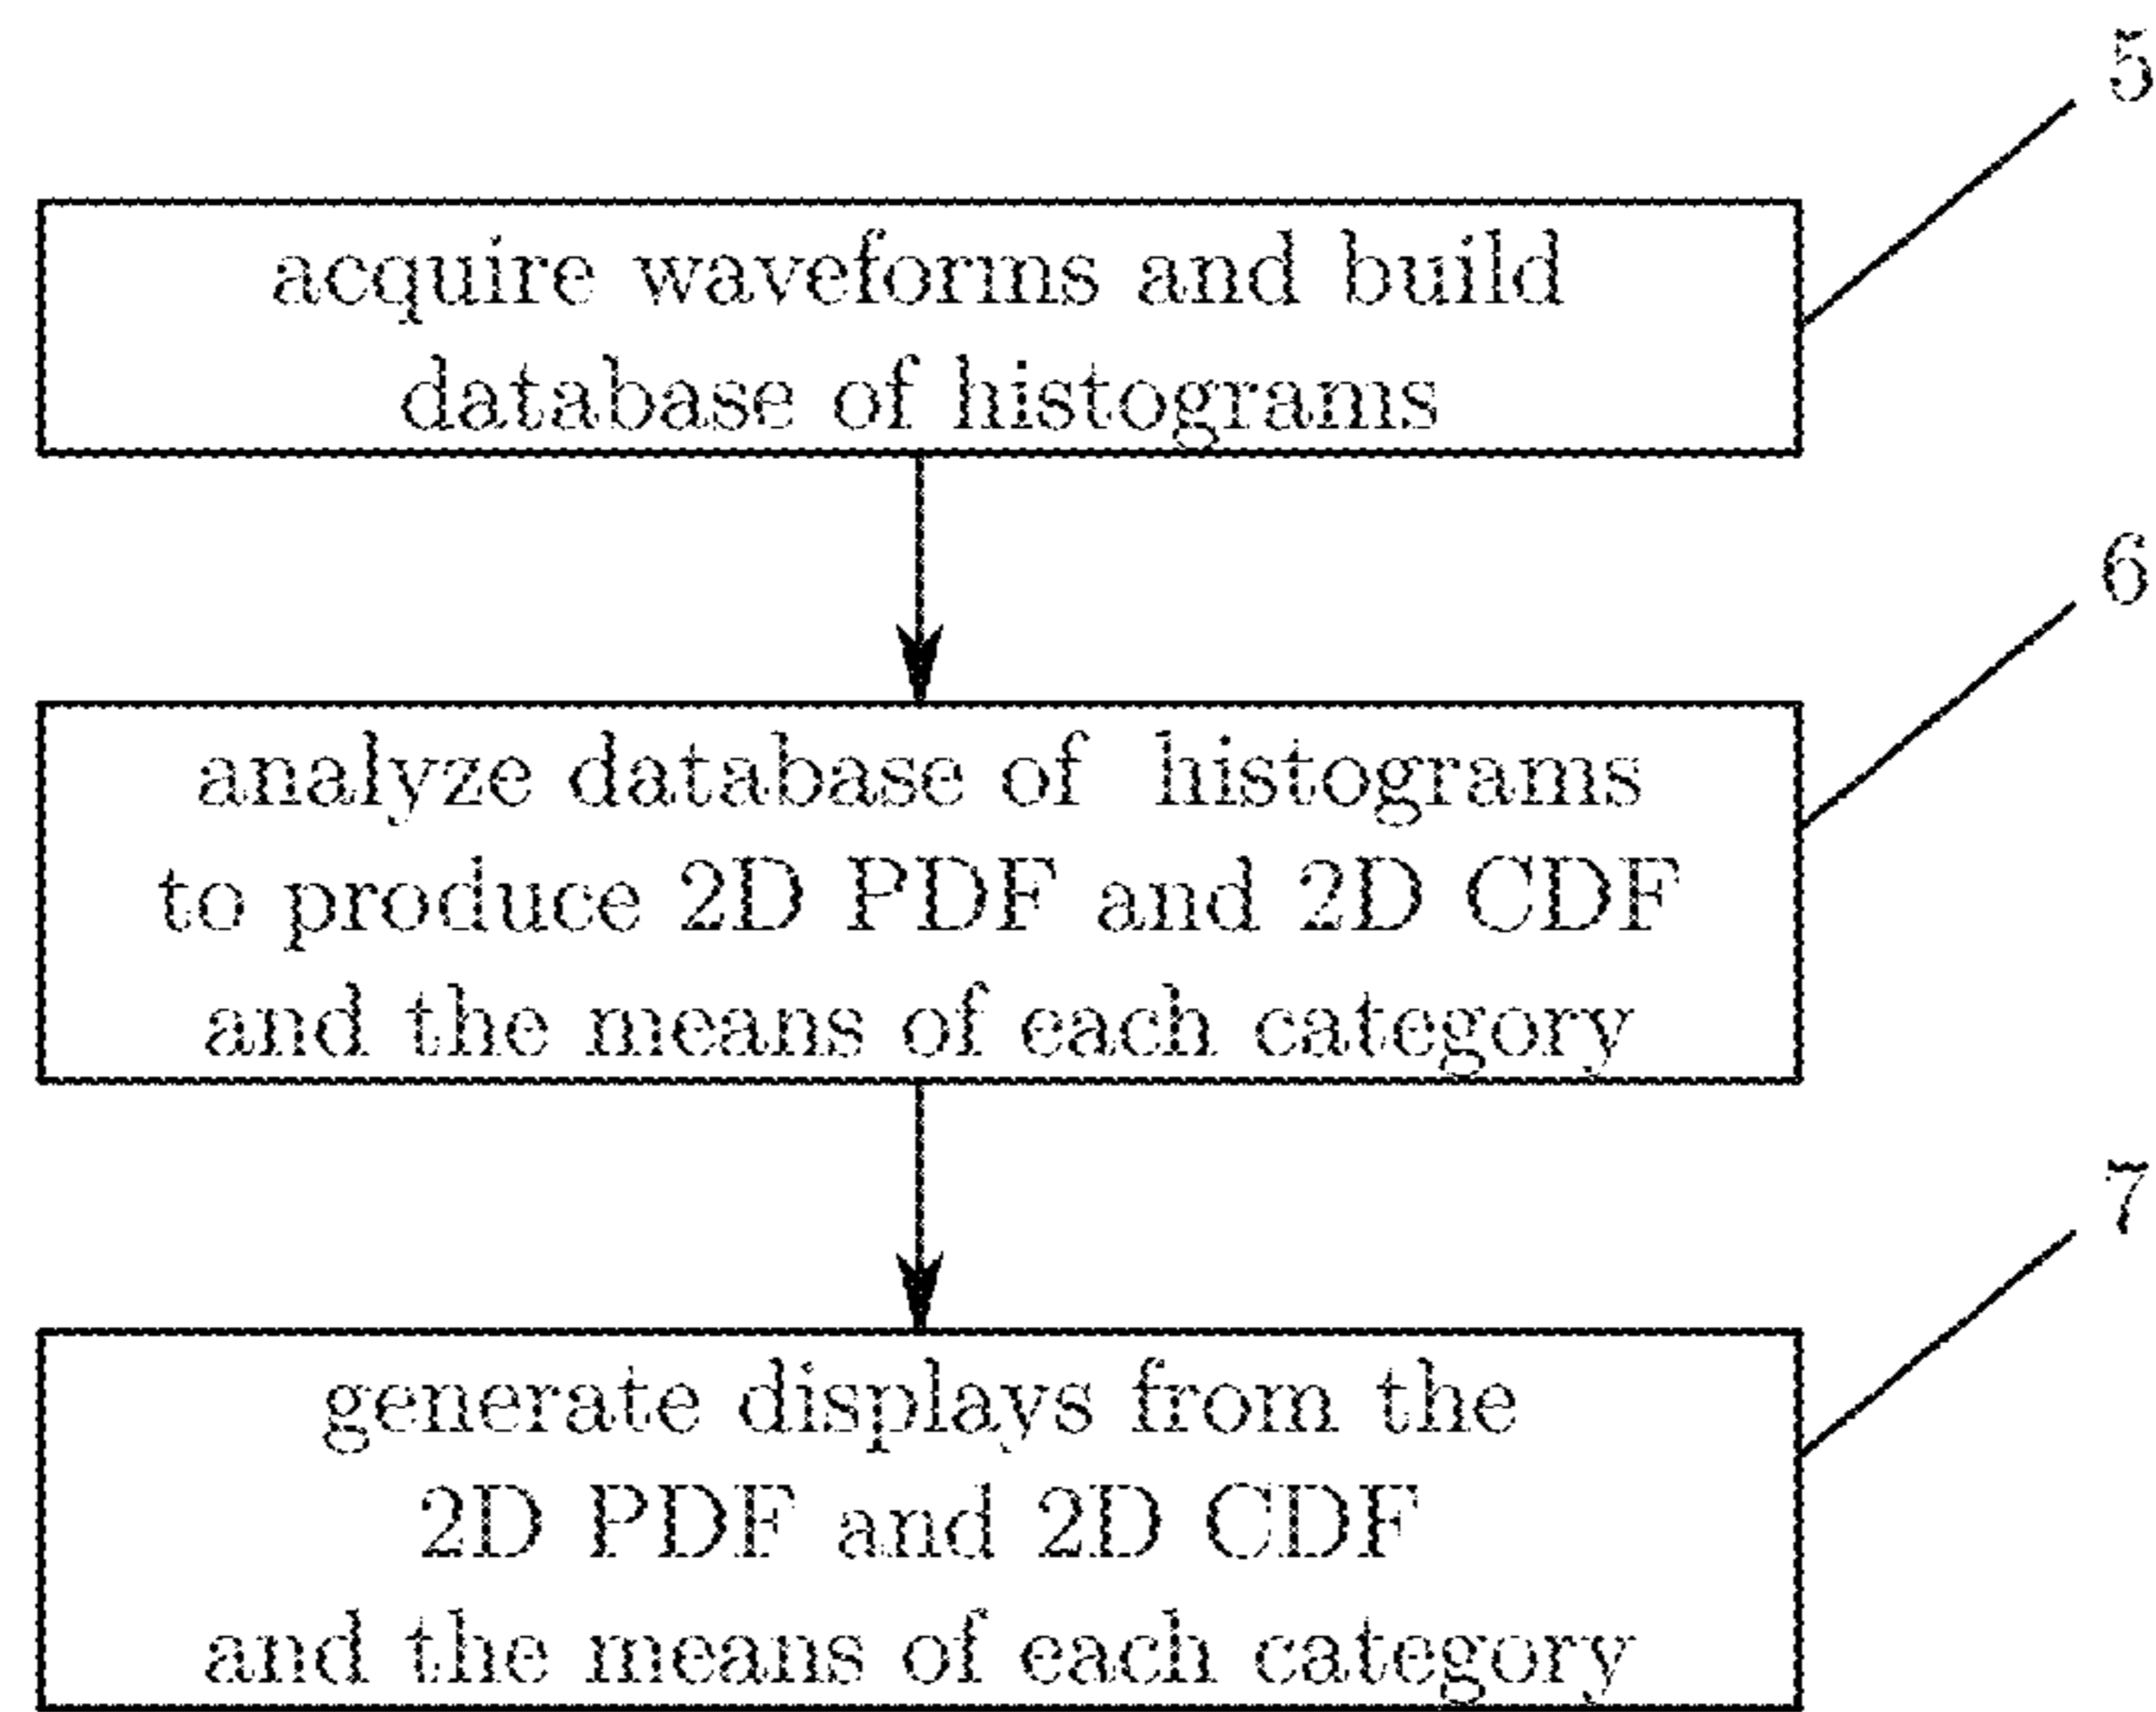 5
acquire waveforms and build
database of histograms
6
analyze database of histograms
to produce 2D PDF and 2D CDF
and the means of each category
7
generate displays from the
2D PDF and 2D CDF
and the means of each category